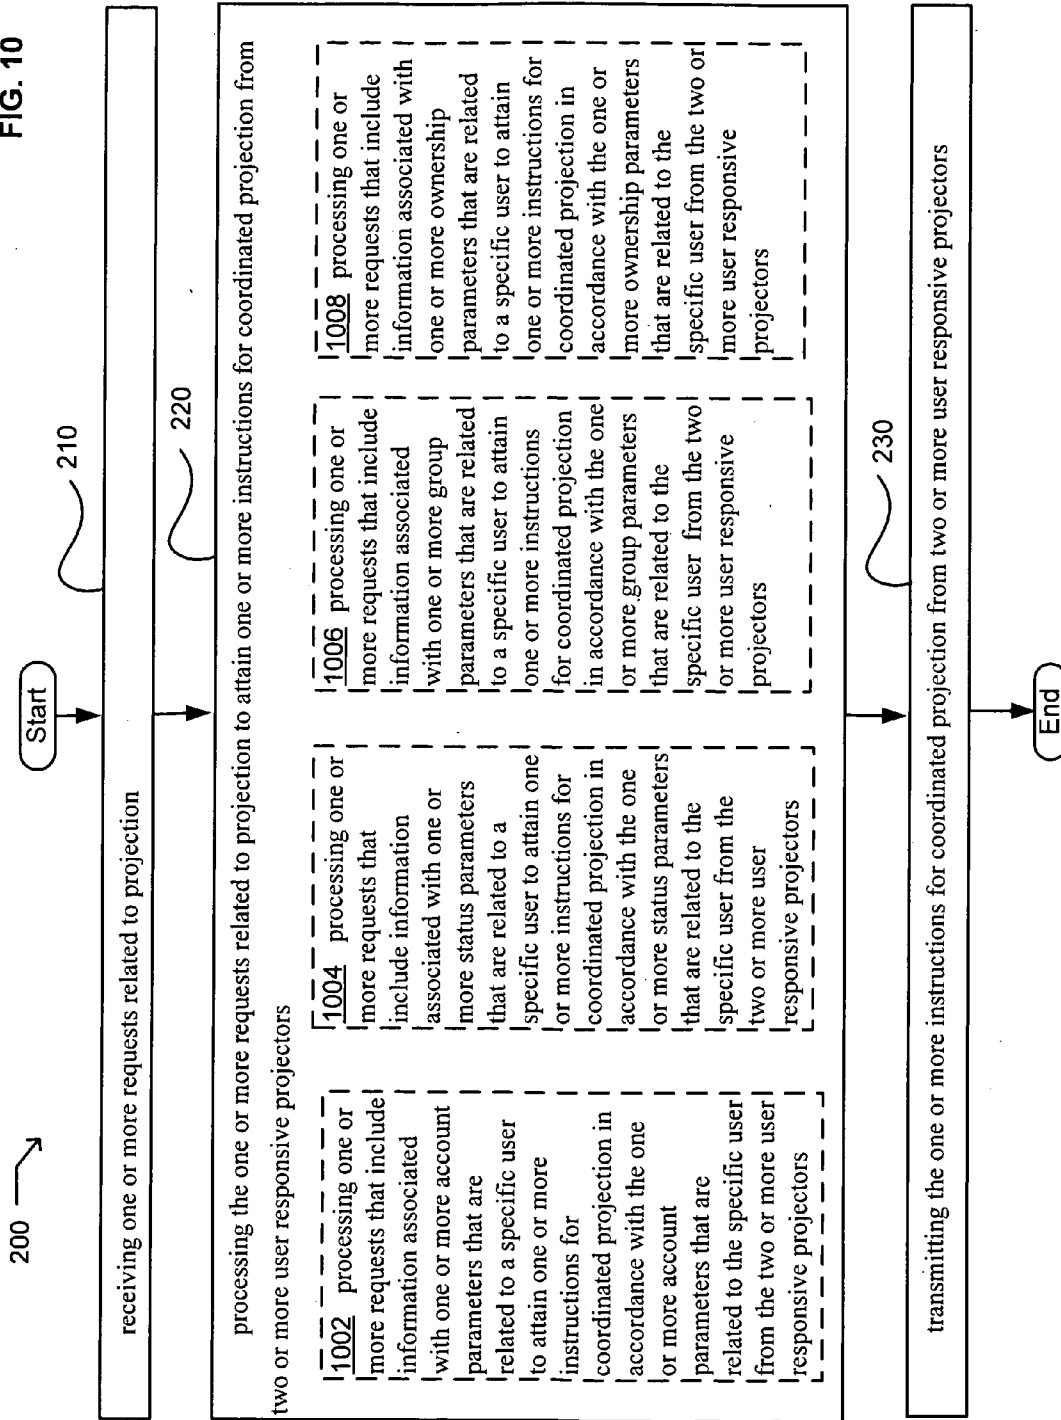 FIG. 10
200
Start
210
receiving one or more requests related to projection
220
processing the one or more requests related to projection to attain one or more instructions for coordinated projection from
two or more user responsive projectors
1002 processing one or
more requests that include
information associated
with one or more account
parameters that are
related to a specific user
to attain one or more
instructions for
coordinated projection in
accordance with the one
or more account
parameters that are
related to the specific user
from the two or more user
responsive projectors
1004 processing one or
more requests that
include information
associated with one or
more status parameters
that are related to a
specific user to attain one
or more instructions for
coordinated projection in
accordance with the one
or more status parameters
that are related to the
specific user from the
two or more user
responsive projectors
1006 processing one or
more requests that include
information associated
with one or more group
parameters that are related
to a specific user to attain
one or more instructions
for coordinated projection
in accordance with the one
or more group parameters
that are related to the
specific user from the two
or more user responsive
projectors
1008 processing one or
more requests that include
information associated with
one or more ownership
parameters that are related
to a specific user to attain
one or more instructions for
coordinated projection in
accordance with the one or
more ownership parameters
that are related to the
specific user from the two or
more user responsive
projectors
230
transmitting the one or more instructions for coordinated projection from two or more user responsive projectors
End